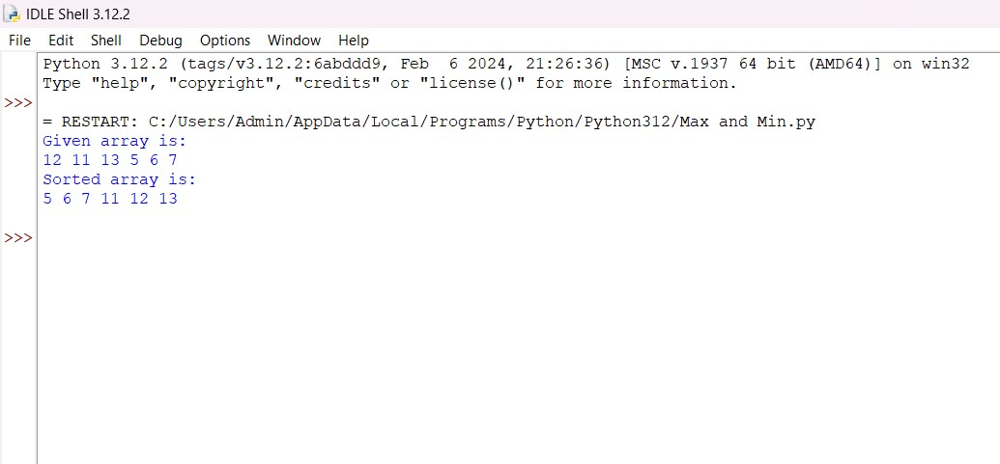 IDLE Shell 3.12.2
File Edit Shell Debug Options Window Help
Python 3.12.2 (tags/v3.12.2:6abddd9, Feb  6 2024, 21:26:36) [MSC v.1937 64 bit (AMD64)] on win32
Type "help", "copyright", "credits" or "license()" for more information.
>>>
= RESTART: C:/Users/Admin/AppData/Local/Programs/Python/Python312/Max and Min.py
Given array is:
12 11 13 5 6 7
Sorted array is:
5 6 7 11 12 13
>>>